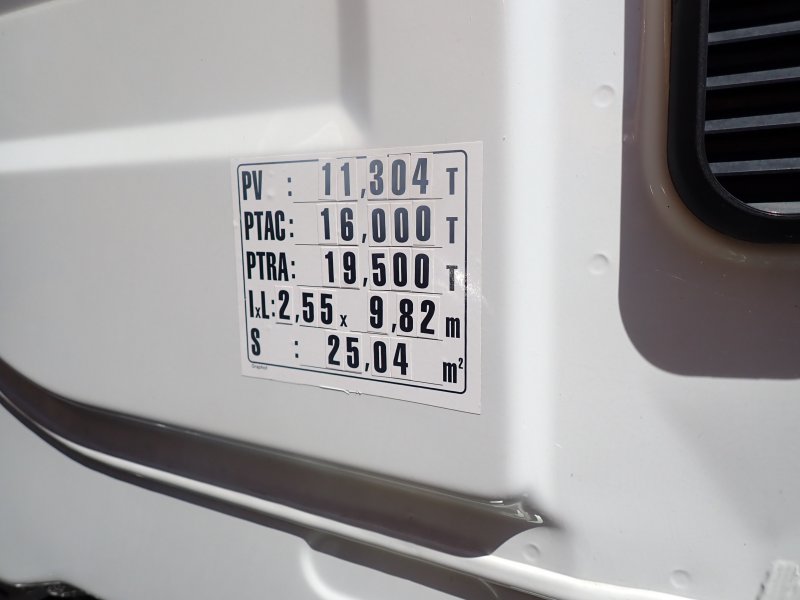 PV : 11,304 T
PTAC: 16,000 T
PTRA: 19,500 T
lxL: 2,55 x 9,82 m
S : 25,04 m²